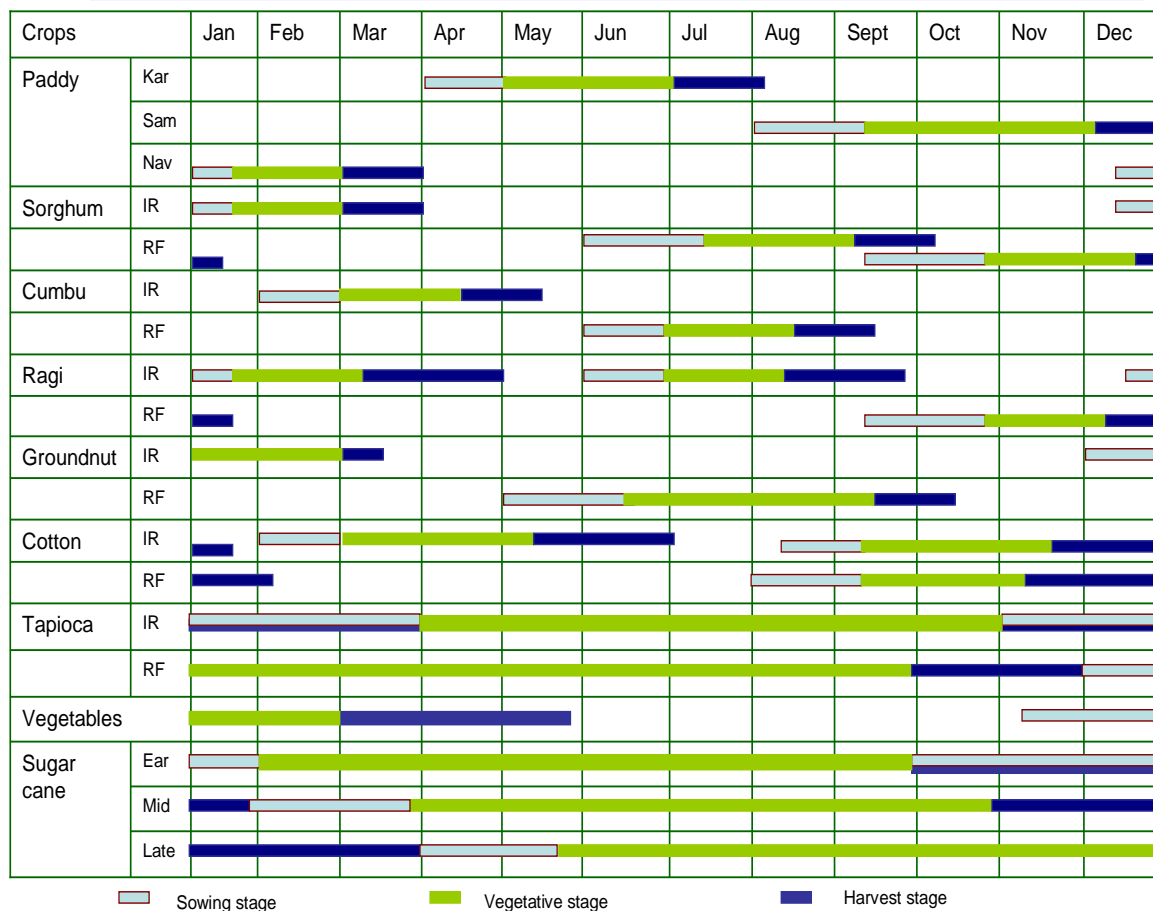 Crops Jan Feb Mar Apr May Jun Jul Aug Sept Oct Nov Dec
Paddy Kar
Sam
Nav
Sorghum IR
RF
Cumbu IR
RF
Ragi IR
RF
Groundnut IR
RF
Cotton IR
RF
Tapioca IR
RF
Vegetables
Sugar Ear
cane
Mid
Late
Sowing stage Vegetative stage Harvest stage